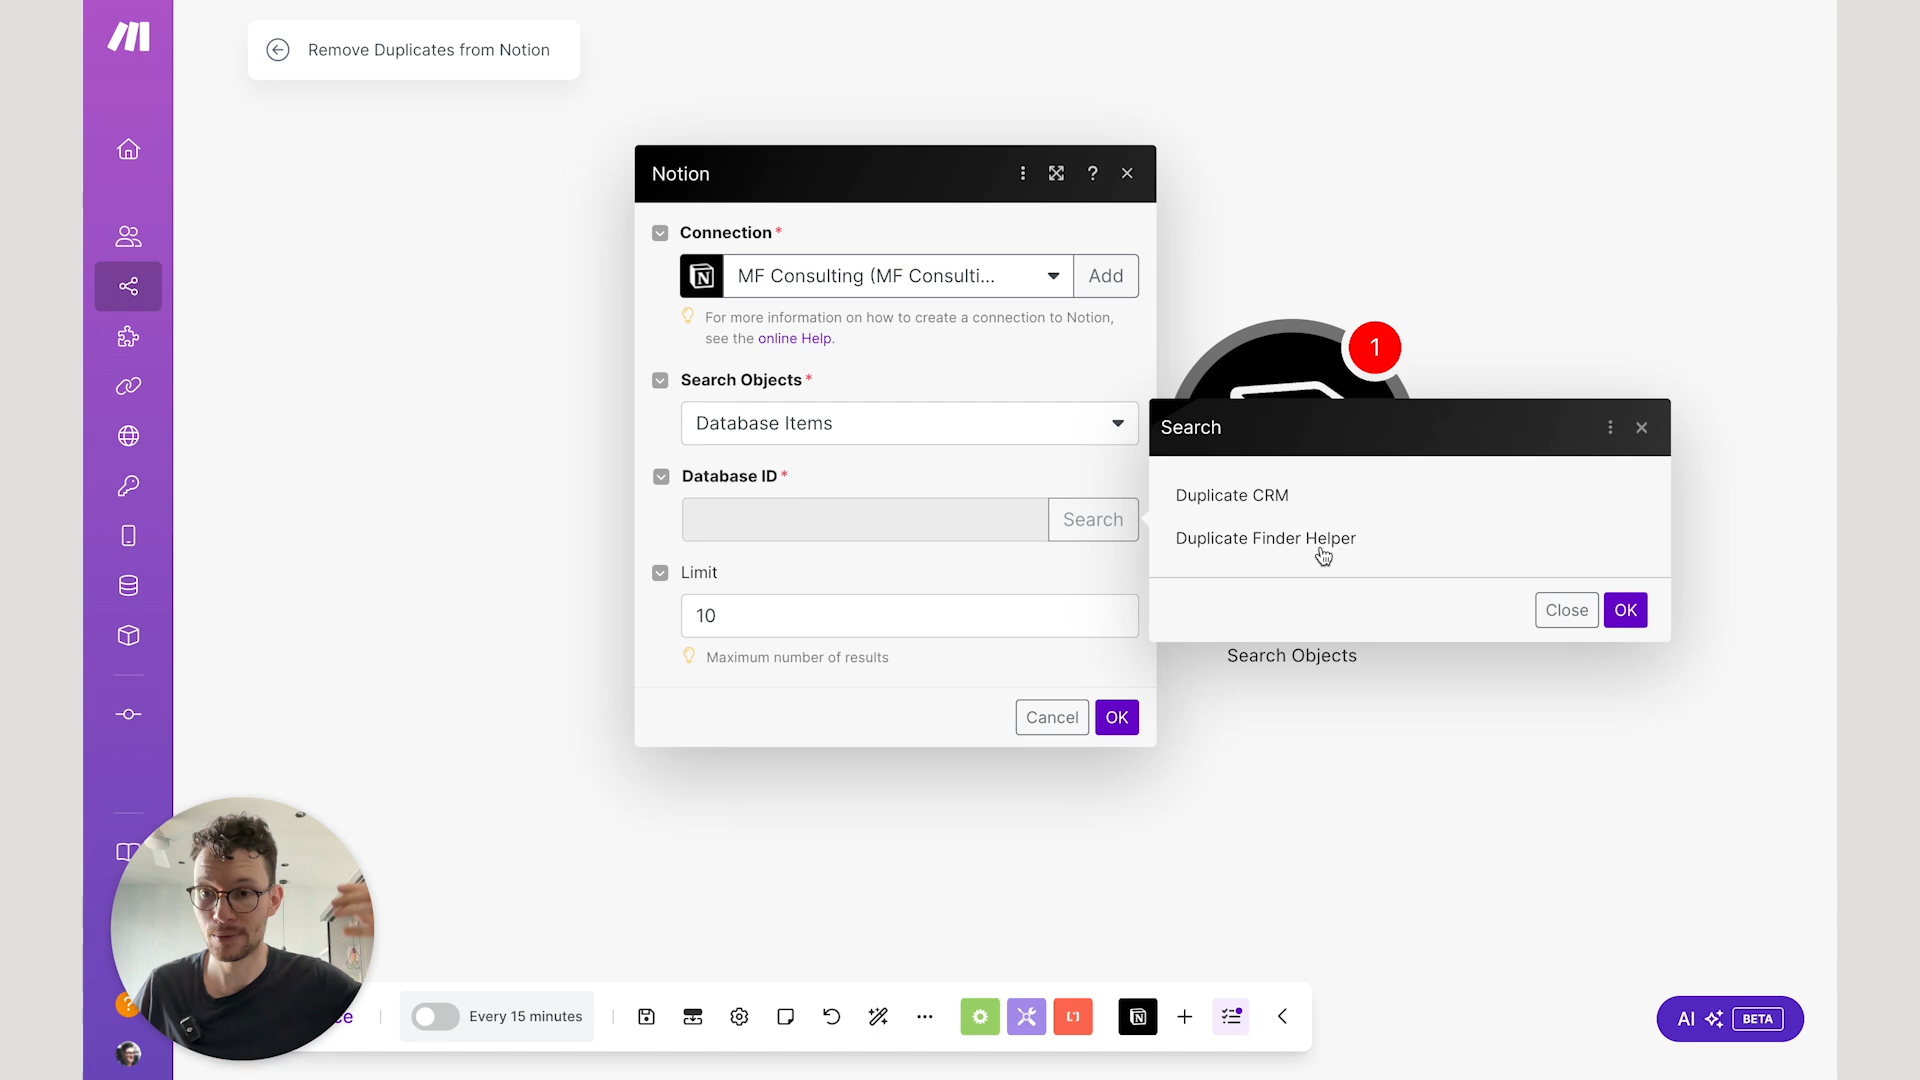 Remove Duplicates from Notion
Notion
?
Connection *
MF Consulting (MF Consulti...
Add
For more information on how to create a connection to Notion,
see the online Help.
Search Objects *
Database Items
Database ID *
Search
Limit
10
Maximum number of results
Cancel
OK
1
Search
Duplicate CRM
Duplicate Finder Helper
Close
OK
Search Objects
?
Every 15 minutes
AI
BETA